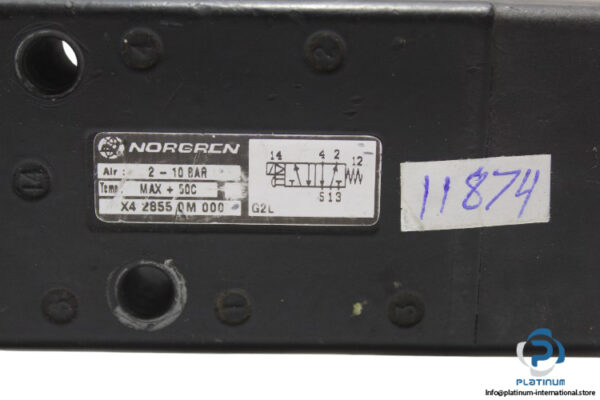 NORGREN
Air: 2 - 10 BAR
Temp MAX + 50C
X4 2855 0M 000
14 4 2 12
5 1 3
G2L
11874
PLATINUM
Info@platinum-international.store